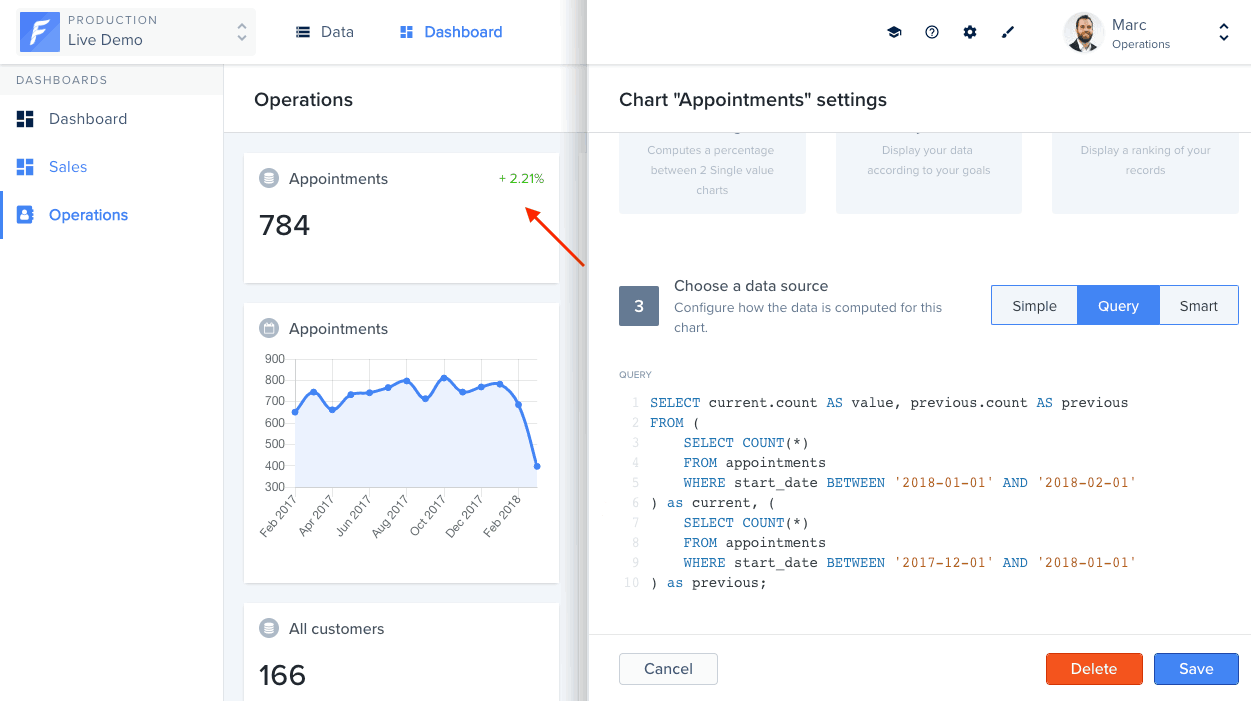 PRODUCTION
Live Demo
Data
Dashboard
Marc
Operations
DASHBOARDS
Dashboard
Sales
Operations
Operations
Appointments
+ 2.21%
784
Appointments
900
800
700
600
500
400
300
Feb 2017
Apr 2017
Jun 2017
Aug 2017
Oct 2017
Dec 2017
Feb 2018
All customers
166
Chart "Appointments" settings
Computes a percentage
between 2 Single value
charts
Display your data
according to your goals
Display a ranking of your
records
3
Choose a data source
Configure how the data is computed for this
chart.
Simple
Query
Smart
QUERY
1 SELECT current.count AS value, previous.count AS previous
2 FROM (
3 SELECT COUNT(*)
4 FROM appointments
5 WHERE start_date BETWEEN '2018-01-01' AND '2018-02-01'
6 ) as current, (
7 SELECT COUNT(*)
8 FROM appointments
9 WHERE start_date BETWEEN '2017-12-01' AND '2018-01-01'
10 ) as previous;
Cancel
Delete
Save